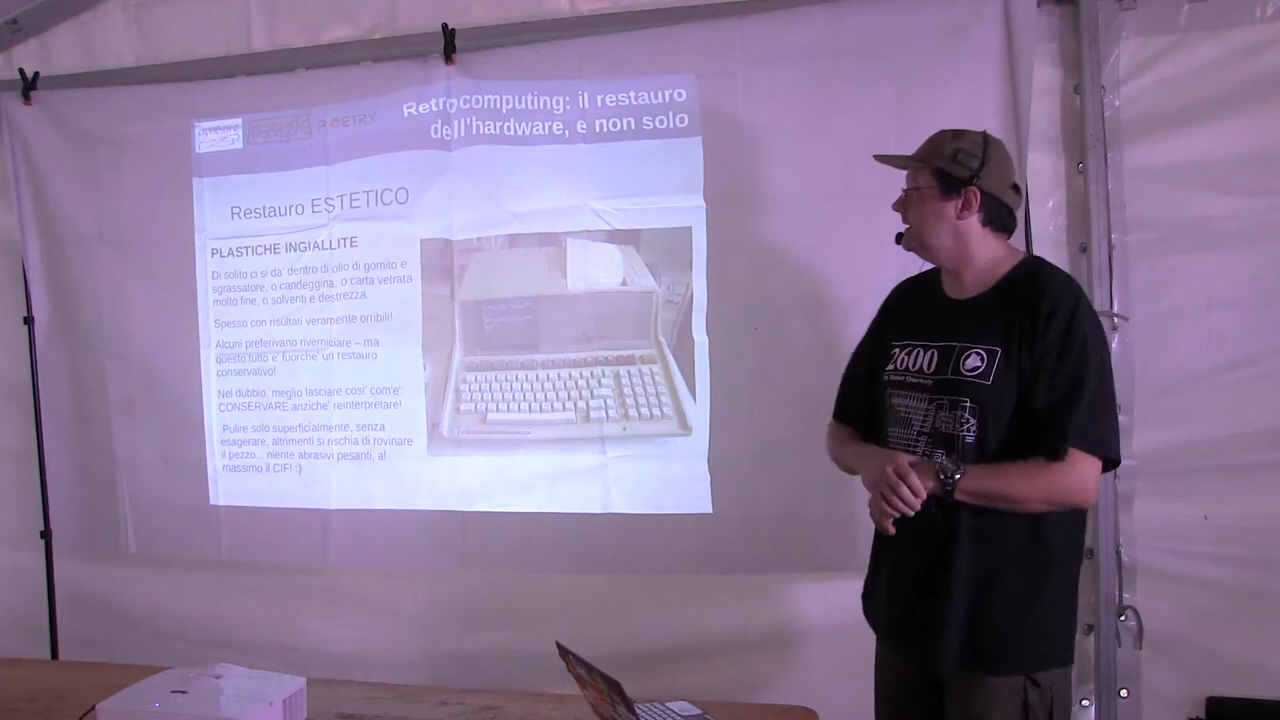 Retrocomputing: il restauro
dell'hardware, e non solo
POETRY
Restauro ESTETICO
PLASTICHE INGIALLITE
Di solito ci si da' dentro di olio di gomito e
sgrassatore, o candeggina, o carta vetrata
molto fine, o solventi e destrezza.
Spesso con risultati veramente orribili!
Alcuni preferivano riverniciare – ma
questo tutto e' fuorche' un restauro
conservativo!
Nel dubbio, meglio lasciare cosi' com'e':
CONSERVARE anziche' reinterpretare!
Pulire solo superficialmente, senza
esagerare, altrimenti si rischia di rovinare
il pezzo... niente abrasivi pesanti, al
massimo il CIF! :)
2600
Quarterly